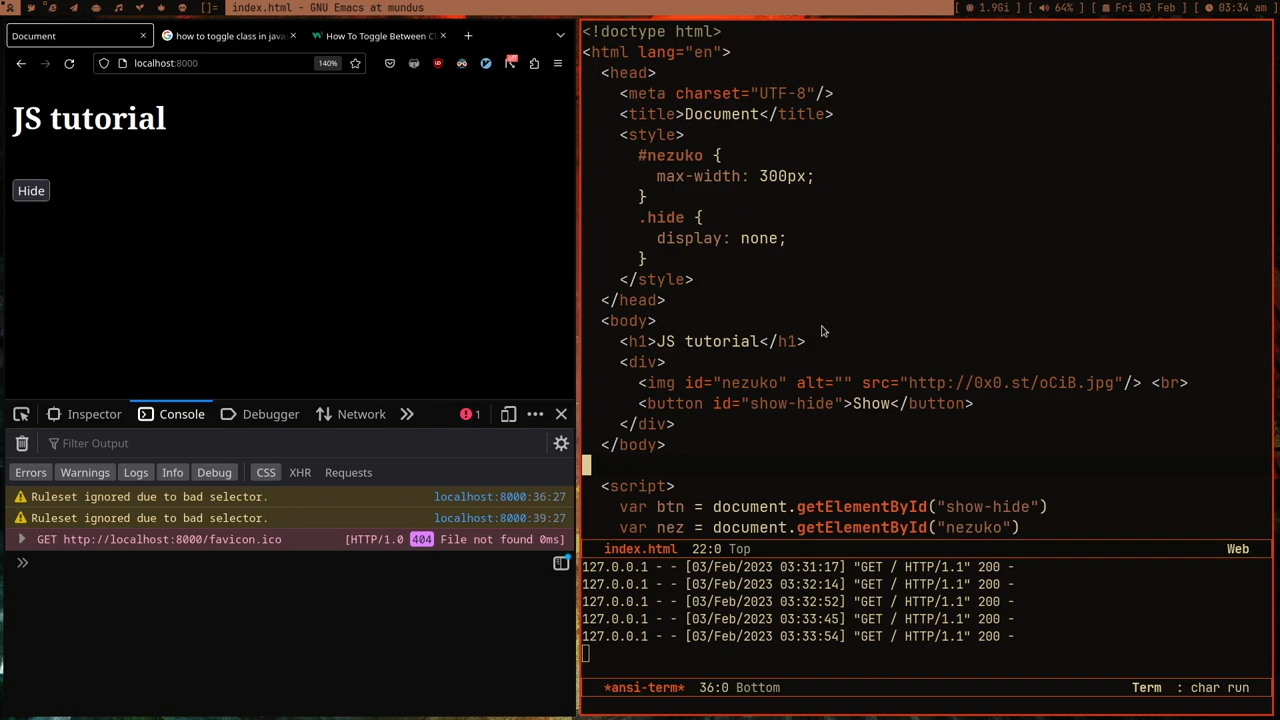 []= index.html - GNU Emacs at mundus [ 1.9Gi ] [ 64% ] [ Fri 03 Feb ] [ 03:34 am ]
Document how to toggle class in java How To Toggle Between Cl
localhost:8000 140%
JS tutorial
Hide
Inspector Console Debugger Network 1
Filter Output
Errors Warnings Logs Info Debug CSS XHR Requests
Ruleset ignored due to bad selector. localhost:8000:36:27
Ruleset ignored due to bad selector. localhost:8000:39:27
GET http://localhost:8000/favicon.ico [HTTP/1.0 404 File not found 0ms]
<!doctype html>
<html lang="en">
<head>
<meta charset="UTF-8"/>
<title>Document</title>
<style>
#nezuko {
max-width: 300px;
}
.hide {
display: none;
}
</style>
</head>
<body>
<h1>JS tutorial</h1>
<div>
<img id="nezuko" alt="" src="http://0x0.st/oCiB.jpg"/> <br>
<button id="show-hide">Show</button>
</div>
</body>
<script>
var btn = document.getElementById("show-hide")
var nez = document.getElementById("nezuko")
index.html 22:0 Top Web
127.0.0.1 - - [03/Feb/2023 03:31:17] "GET / HTTP/1.1" 200 -
127.0.0.1 - - [03/Feb/2023 03:32:14] "GET / HTTP/1.1" 200 -
127.0.0.1 - - [03/Feb/2023 03:32:52] "GET / HTTP/1.1" 200 -
127.0.0.1 - - [03/Feb/2023 03:33:45] "GET / HTTP/1.1" 200 -
127.0.0.1 - - [03/Feb/2023 03:33:54] "GET / HTTP/1.1" 200 -
*ansi-term* 36:0 Bottom Term : char run